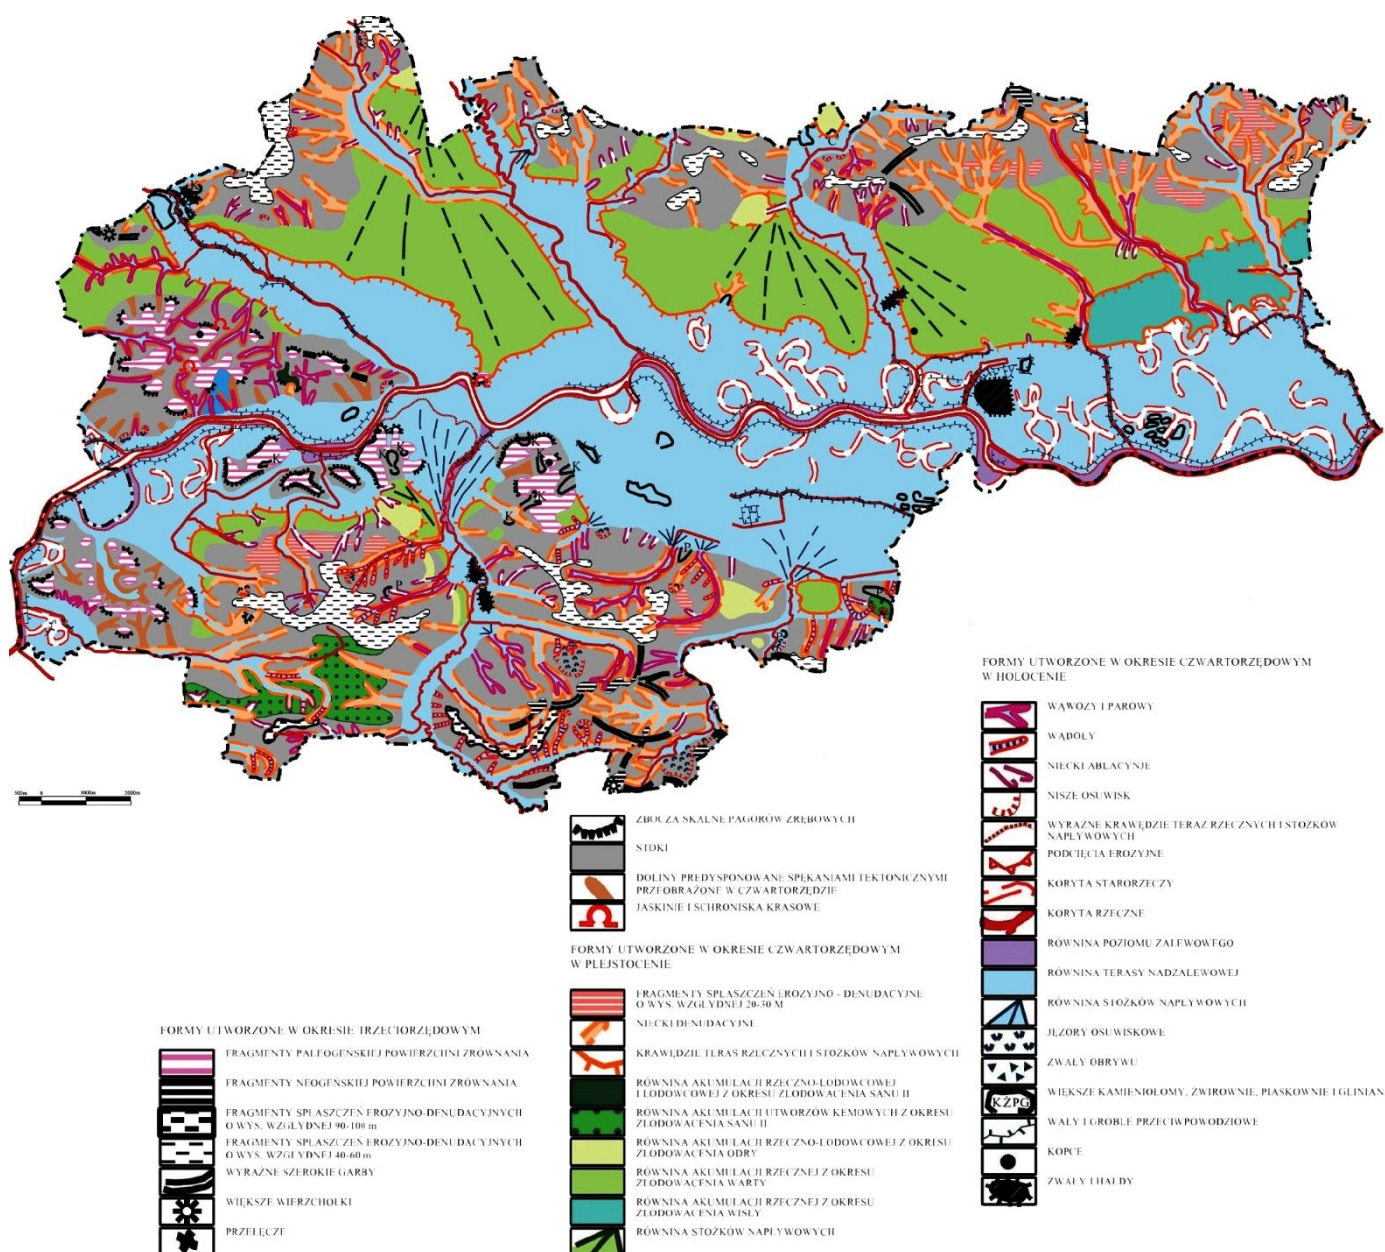 K
C
K
K
K
K
K
K
K
P
P
500m 0 1000m 2000m
ZBOCZA SKALNE PAGÓRÓW ZRĘBOWYCH
STOKI
DOLINY PREDYSPONOWANE SPĘKANIAMI TEKTONICZNYMI
PRZEOBRAŻONE W CZWARTORZĘDZIE
JASKINIE I SCHRONISKA KRASOWE
FORMY UTWORZONE W OKRESIE CZWARTORZĘDOWYM
W PLEJSTOCENIE
FRAGMENTY SPŁASZCZEŃ EROZYJNO - DENUDACYJNE
O WYS. WZGLĘDNEJ 20-30 M
NIECKI DENUDACYJNE
KRAWĘDZIE TERAS RZECZNYCH I STOŻKÓW NAPŁYWOWYCH
RÓWNINA AKUMULACJI RZECZNO-LODOWCOWEJ
I LODOWCOWEJ Z OKRESU ZLODOWACENIA SANU II
RÓWNINA AKUMULACJI UTWORZÓW KEMOWYCH Z OKRESU
ZLODOWACENIA SANU II
RÓWNINA AKUMULACJI RZECZNO-LODOWCOWEJ Z OKRESU
ZLODOWACENIA ODRY
RÓWNINA AKUMULACJI RZECZNEJ Z OKRESU
ZLODOWACENIA WARTY
RÓWNINA AKUMULACJI RZECZNEJ Z OKRESU
ZLODOWACENIA WISŁY
RÓWNINA STOŻKÓW NAPŁYWOWYCH
FORMY UTWORZONE W OKRESIE TRZECIORZĘDOWYM
FRAGMENTY PALEOGEŃSKIEJ POWIERZCHNI ZRÓWNANIA
FRAGMENTY NEOGEŃSKIEJ POWIERZCHNI ZRÓWNANIA
FRAGMENTY SPŁASZCZEŃ EROZYJNO-DENUDACYJNYCH
O WYS. WZGLĘDNEJ 90-100 m
FRAGMENTY SPŁASZCZEŃ EROZYJNO-DENUDACYJNYCH
O WYS. WZGLĘDNEJ 40-60 m
WYRAŹNE SZEROKIE GARBY
WIĘKSZE WIERZCHOŁKI
PRZEŁĘCZE
FORMY UTWORZONE W OKRESIE CZWARTORZĘDOWYM
W HOLOCENIE
WĄWOZY I PAROWY
WĄDOŁY
NIECKI ABLACYNJE
NISZE OSUWISK
WYRAŹNE KRAWĘDZIE TERAZ RZECZNYCH I STOŻKÓW
NAPŁYWOWYCH
PODCIĘCIA EROZYJNE
KORYTA STARORZECZY
KORYTA RZECZNE
RÓWNINA POZIOMU ZALEWOWEGO
RÓWNINA TERASY NADZALEWOWEJ
RÓWNINA STOŻKÓW NAPŁYWOWYCH
JĘZORY OSUWISKOWE
ZWAŁY OBRYWU
KŻPG
WIĘKSZE KAMIENIOŁOMY, ŻWIROWNIE, PIASKOWNIE I GLINIAN
WAŁY I GROBLE PRZECIWPOWODZIOWE
KOPCE
ZWAŁY I HAŁDY